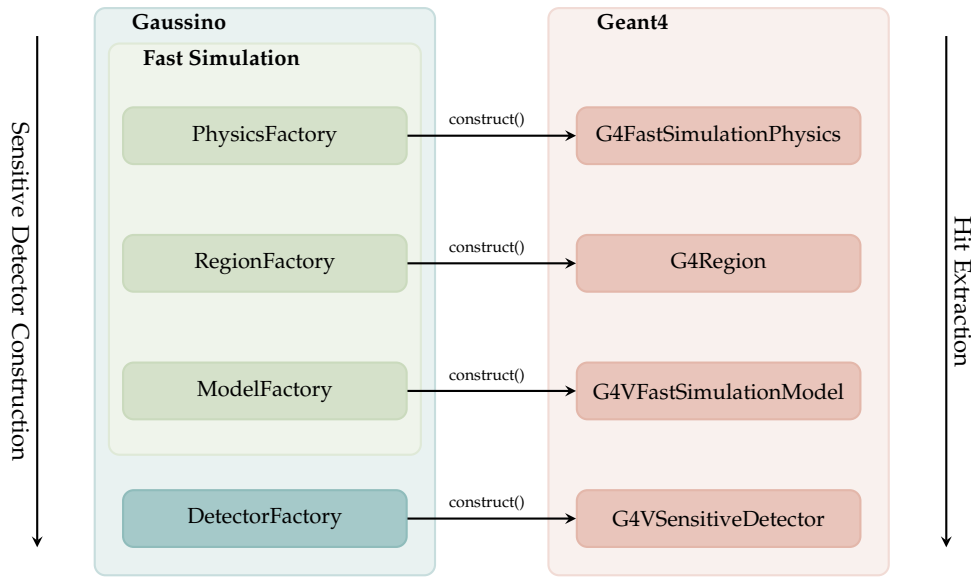 Gaussino
Geant4
Fast Simulation
PhysicsFactory
construct()
G4FastSimulationPhysics
RegionFactory
construct()
G4Region
ModelFactory
construct()
G4VFastSimulationModel
DetectorFactory
construct()
G4VSensitiveDetector
Sensitive Detector Construction
Hit Extraction